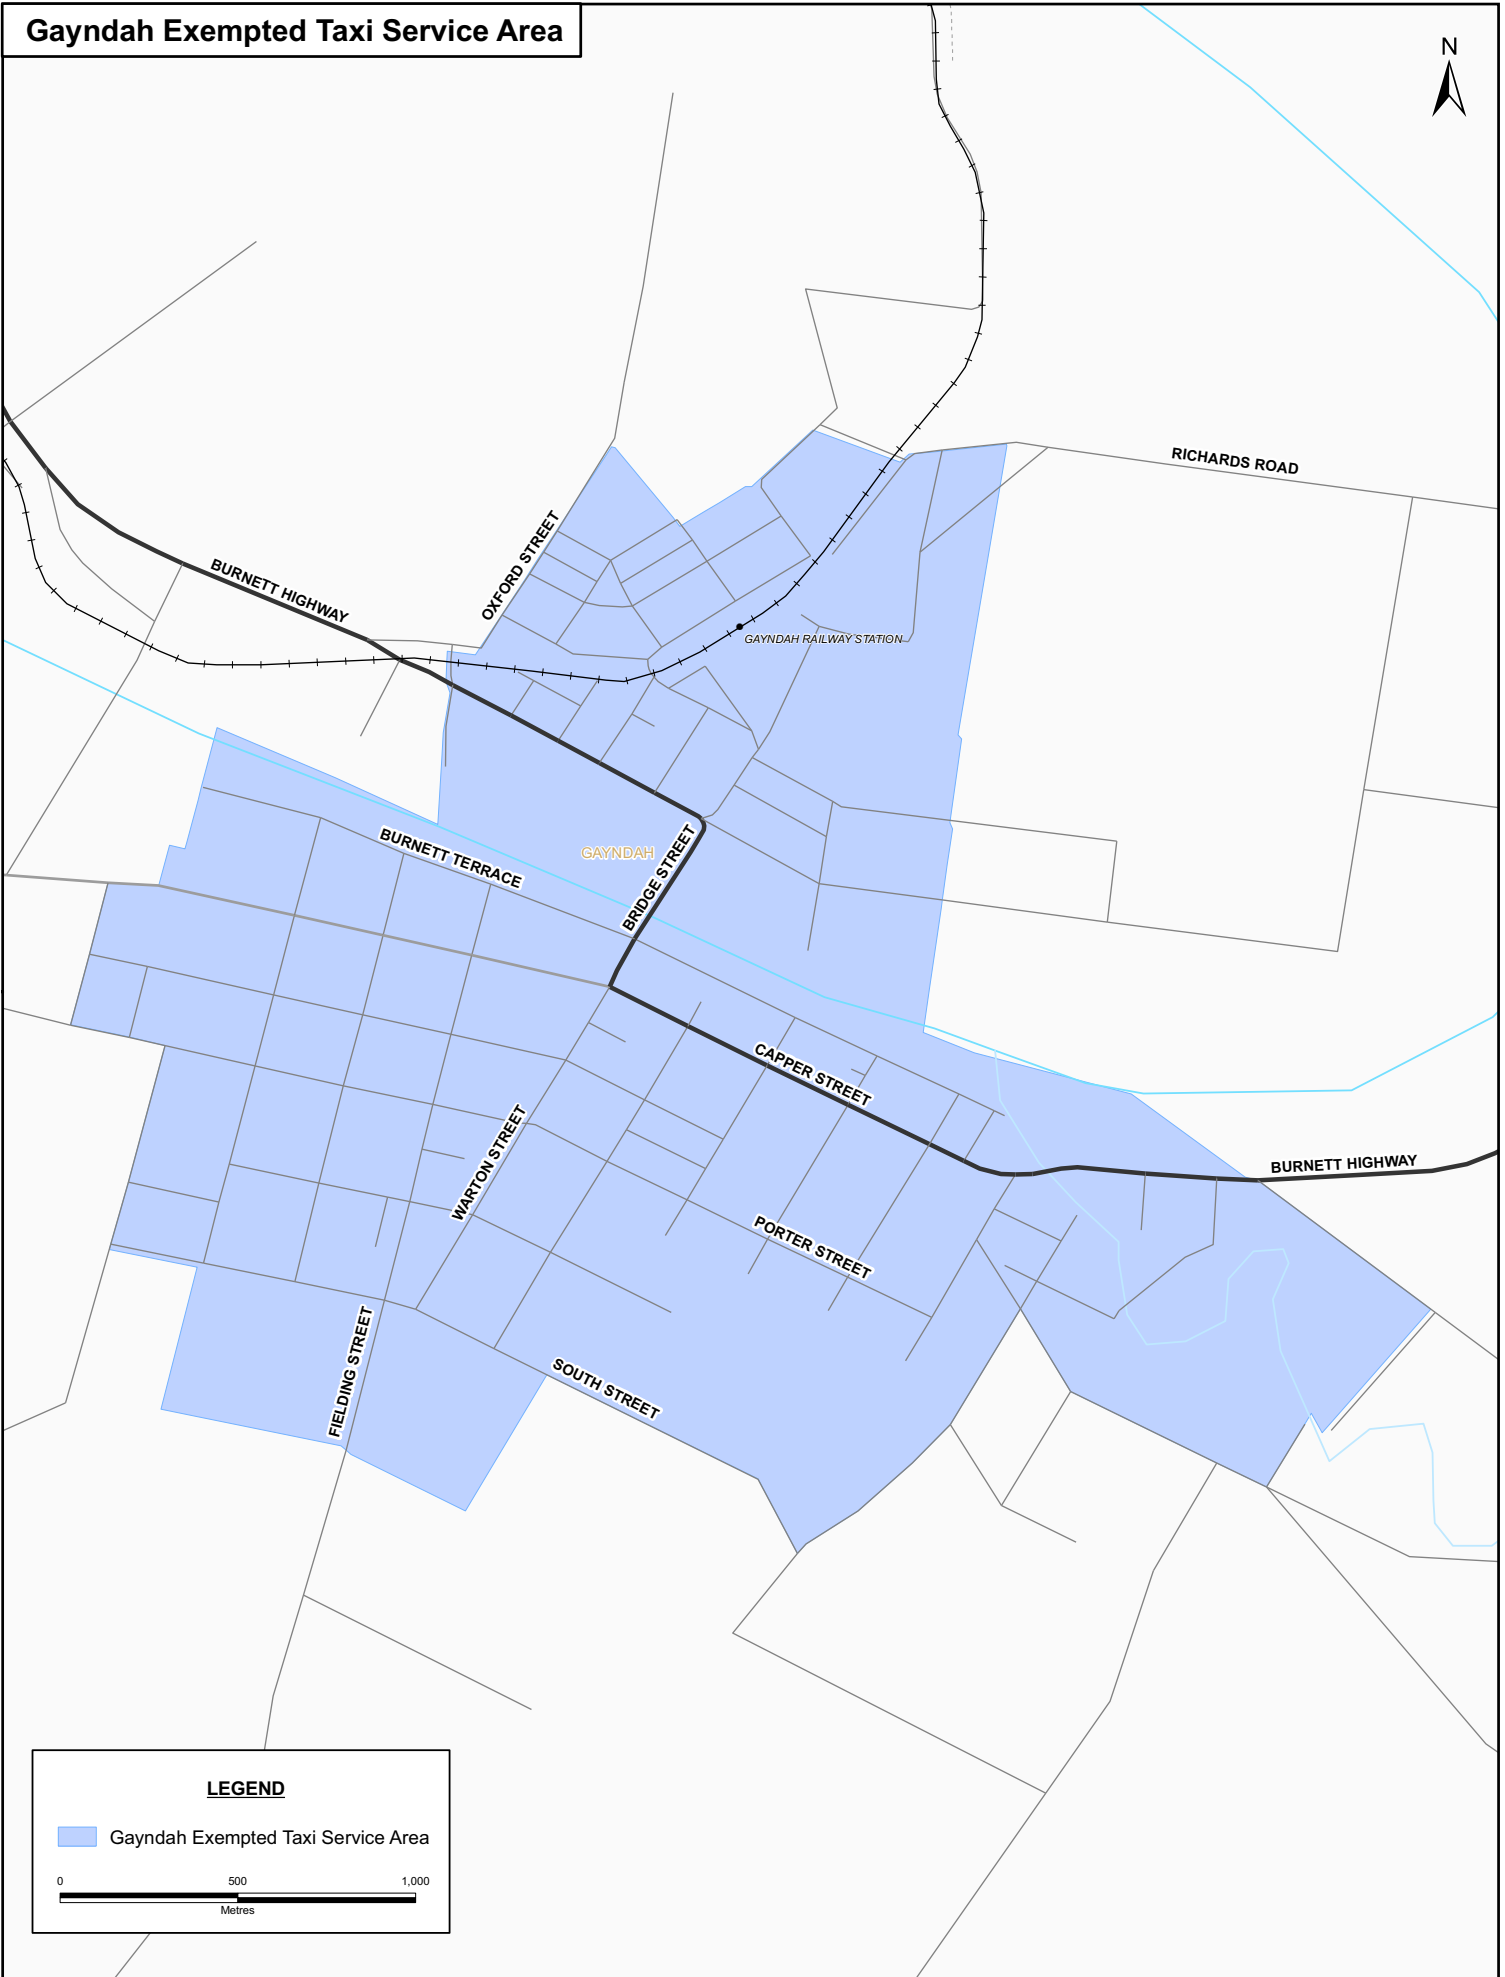 Gayndah Exempted Taxi Service Area
N
RICHARDS ROAD
OXFORD STREET
BURNETT HIGHWAY
GAYNDAH RAILWAY STATION
BURNETT TERRACE
GAYNDAH
BRIDGE STREET
CAPPER STREET
WARTON STREET
BURNETT HIGHWAY
PORTER STREET
FIELDING STREET
SOUTH STREET
LEGEND
Gayndah Exempted Taxi Service Area
0 500 1,000
Metres